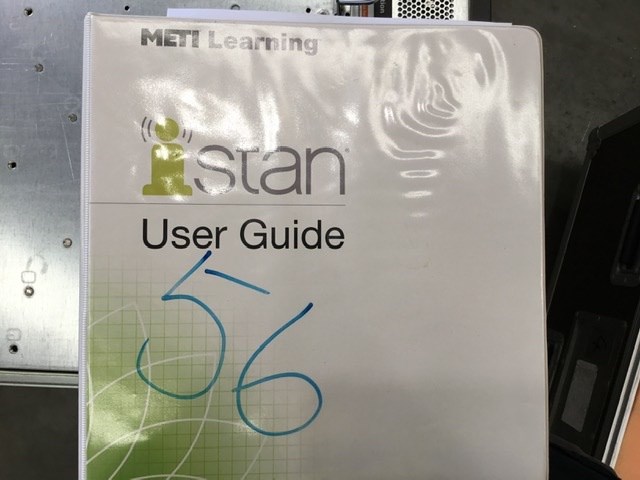 METI Learning
istan
User Guide
56